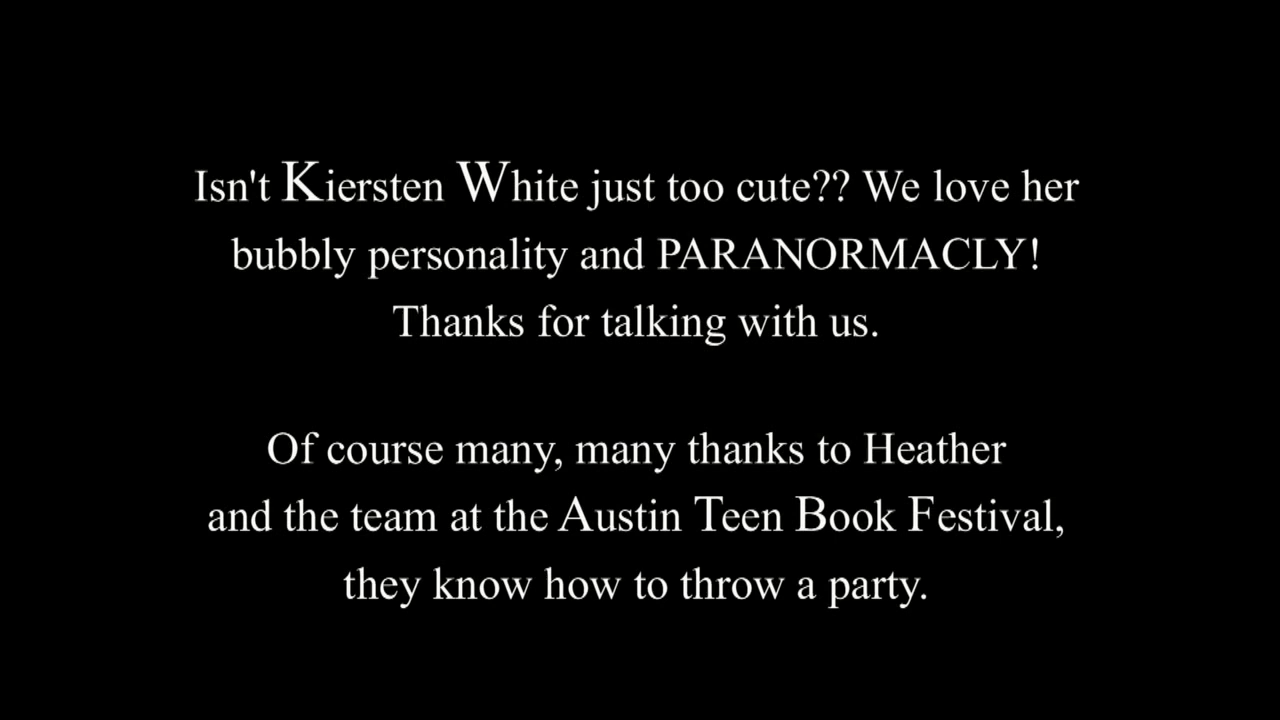 Isn't Kiersten White just too cute?? We love her
bubbly personality and PARANORMACLY!
Thanks for talking with us.
Of course many, many thanks to Heather
and the team at the Austin Teen Book Festival,
they know how to throw a party.